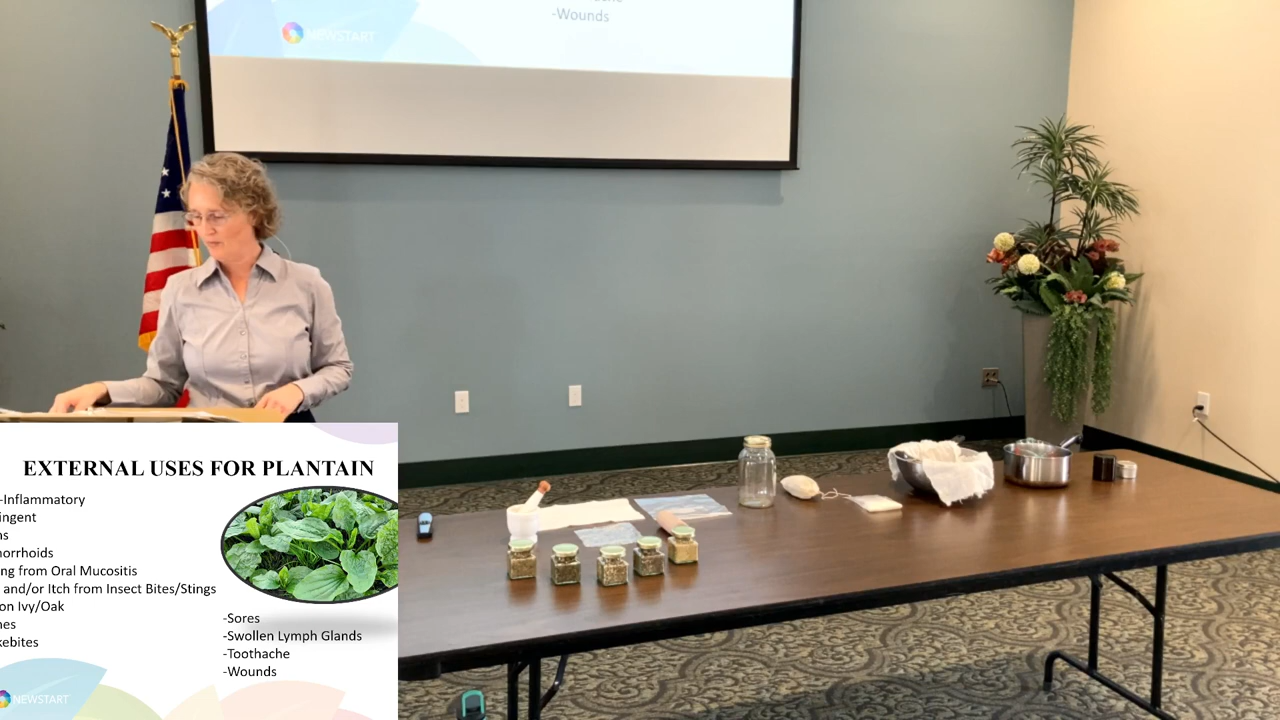 -Wounds
NEWSTART
EXTERNAL USES FOR PLANTAIN
-Inflammatory
ingent
ns
orrhoids
ng from Oral Mucositis
and/or Itch from Insect Bites/Stings
on Ivy/Oak
nes
kebites
-Sores
-Swollen Lymph Glands
-Toothache
-Wounds
NEWSTART